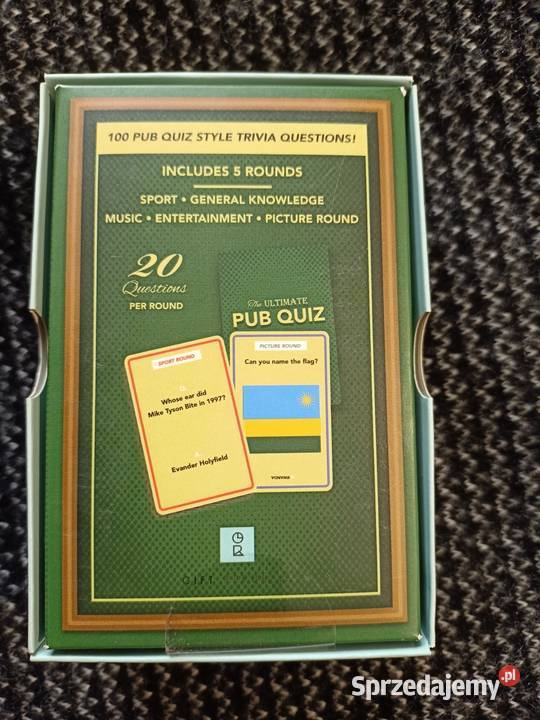 100 PUB QUIZ STYLE TRIVIA QUESTIONS!
INCLUDES 5 ROUNDS
SPORT • GENERAL KNOWLEDGE
MUSIC • ENTERTAINMENT • PICTURE ROUND
20
Questions
PER ROUND
The ULTIMATE
PUB QUIZ
SPORT ROUND
Q.
Whose ear did
Mike Tyson Bite in 1997?
A.
Evander Holyfield
PICTURE ROUND
Can you name the flag?
RWANDA
GIFT
Sprzedajemy.pl